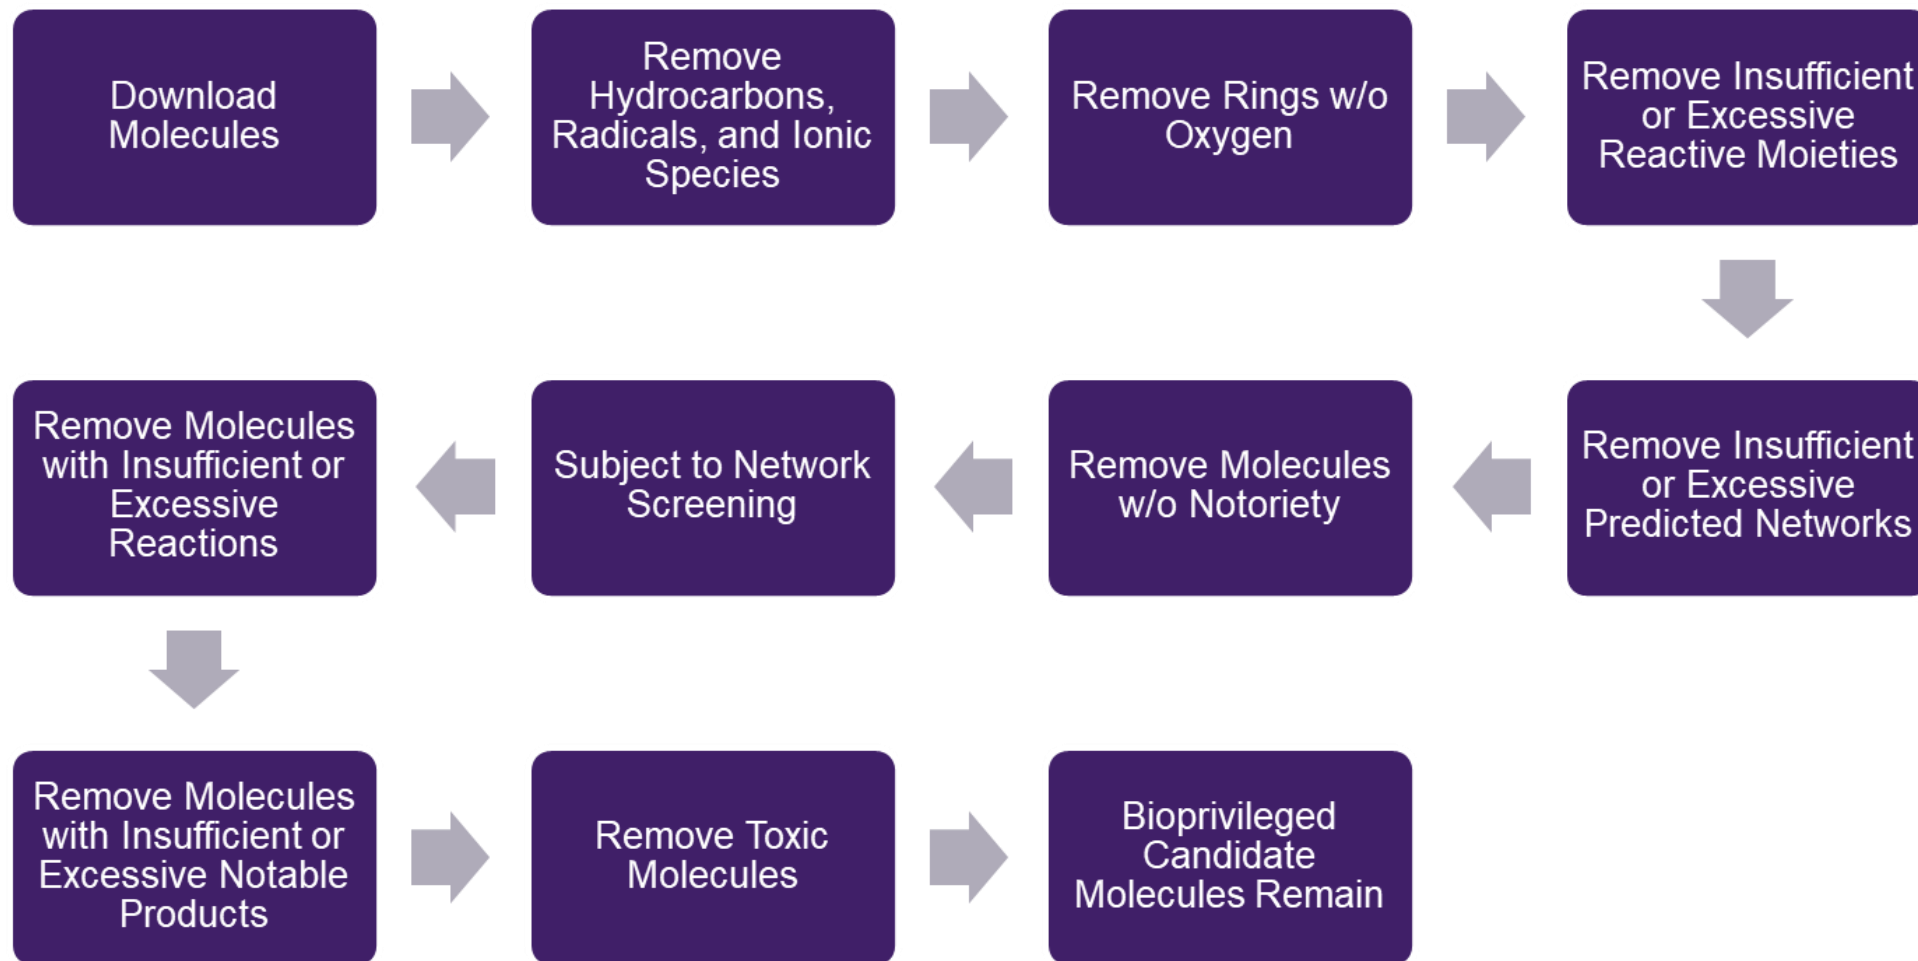 Download
Molecules
Remove
Hydrocarbons,
Radicals, and Ionic
Species
Remove Rings w/o
Oxygen
Remove Insufficient
or Excessive
Reactive Moieties
Remove Insufficient
or Excessive
Predicted Networks
Remove Molecules
w/o Notoriety
Subject to Network
Screening
Remove Molecules
with Insufficient or
Excessive
Reactions
Remove Molecules
with Insufficient or
Excessive Notable
Products
Remove Toxic
Molecules
Bioprivileged
Candidate
Molecules Remain